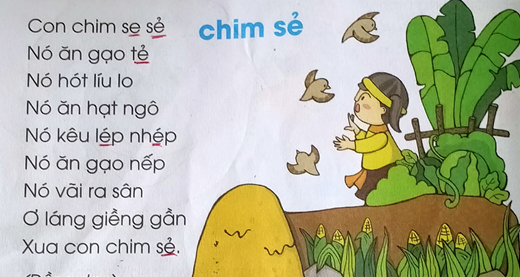 chim sẻ
Con chim se sẻ
Nó ăn gạo tẻ
Nó hót líu lo
Nó ăn hạt ngô
Nó kêu lép nhép
Nó ăn gạo nếp
Nó vãi ra sân
Ơ láng giềng gần
Xua con chim sẻ.